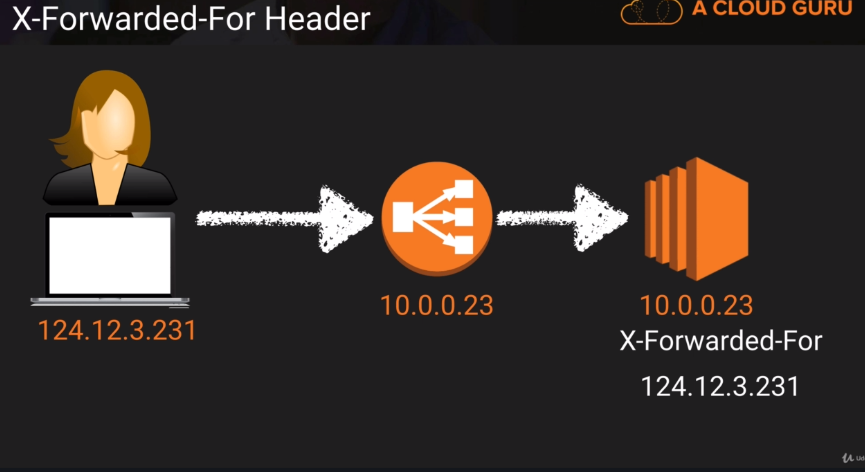 X-Forwarded-For Header
A CLOUD GURU
10.0.0.23
10.0.0.23
124.12.3.231
X-Forwarded-For
124.12.3.231